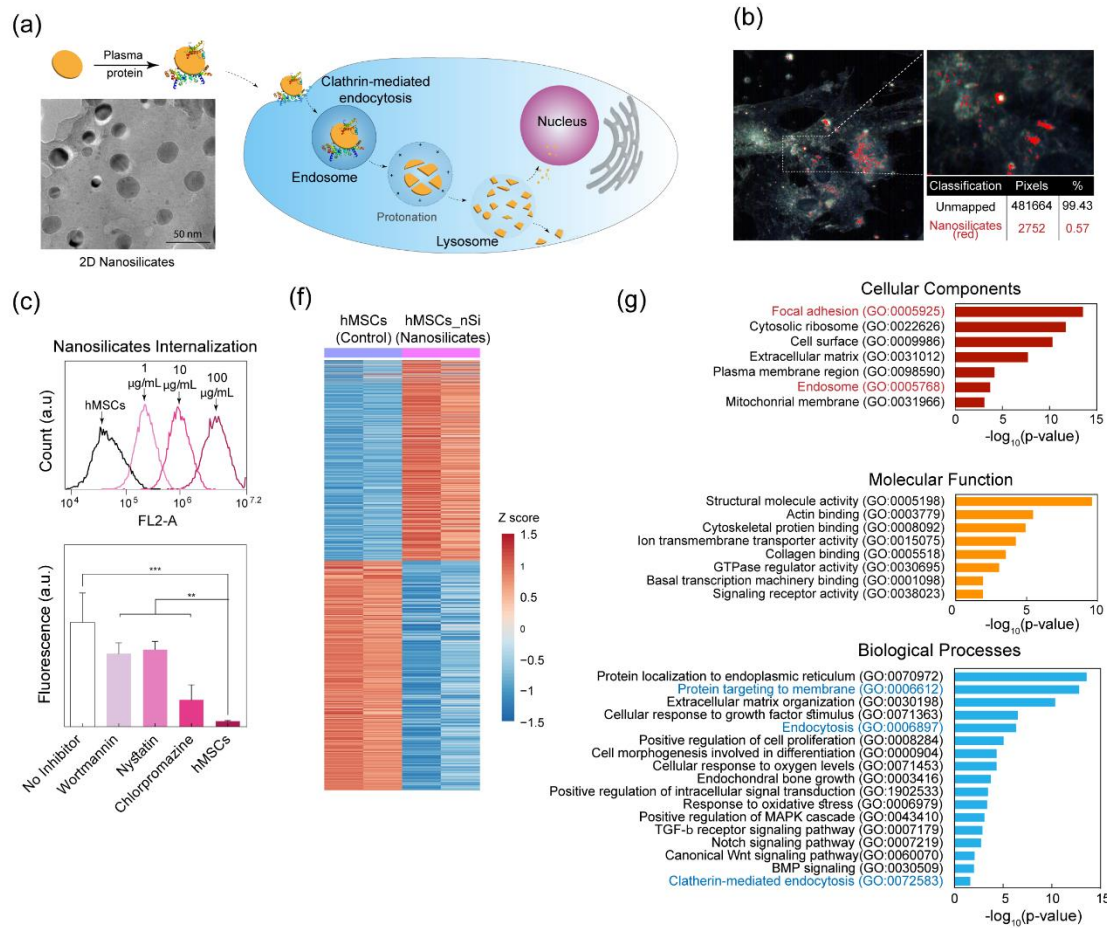 (a)
Plasma
protein
Clathrin-mediated
endocytosis
Endosome
Protonation
Lysosome
Nucleus
50 nm
2D Nanosilicates
(b)
Classification Pixels %
Unmapped 481664 99.43
Nanosilicates (red) 2752 0.57
(c)
Nanosilicates Internalization
hMSCs
1 µg/mL
10 µg/mL
100 µg/mL
Count (a.u)
10^4 10^5 10^6 10^7.2
FL2-A
Fluorescence (a.u.)
***
**
No Inhibitor
Wortmannin
Nystatin
Chlorpromazine
hMSCs
(f)
hMSCs (Control)
hMSCs_nSi (Nanosilicates)
Z score
1.5
1.0
0.5
0
−0.5
−1.0
−1.5
(g)
Cellular Components
Focal adhesion (GO:0005925)
Cytosolic ribosome (GO:0022626)
Cell surface (GO:0009986)
Extracellular matrix (GO:0031012)
Plasma membrane region (GO:0098590)
Endosome (GO:0005768)
Mitochonrial membrane (GO:0031966)
0 5 10 15
-log10(p-value)
Molecular Function
Structural molecule activity (GO:0005198)
Actin binding (GO:0003779)
Cytoskeletal protien binding (GO:0008092)
Ion transmembrane transporter activity (GO:0015075)
Collagen binding (GO:0005518)
GTPase regulator activity (GO:0030695)
Basal transcription machinery binding (GO:0001098)
Signaling receptor activity (GO:0038023)
0 2 4 6 8 10
-log10(p-value)
Biological Processes
Protein localization to endoplasmic reticulum (GO:0070972)
Protein targeting to membrane (GO:0006612)
Extracellular matrix organization (GO:0030198)
Cellular response to growth factor stimulus (GO:0071363)
Endocytosis (GO:0006897)
Positive regulation of cell proliferation (GO:0008284)
Cell morphogenesis involved in differentiation (GO:0000904)
Cellular response to oxygen levels (GO:0071453)
Endochondral bone growth (GO:0003416)
Positive regulation of intracellular signal transduction (GO:1902533)
Response to oxidative stress (GO:0006979)
Positive regulation of MAPK cascade (GO:0043410)
TGF-b receptor signaling pathway (GO:0007179)
Notch signaling pathway (GO:0007219)
Canonical Wnt signaling pathway(GO:0060070)
BMP signaling (GO:0030509)
Clatherin-mediated endocytosis (GO:0072583)
0 5 10 15
-log10(p-value)